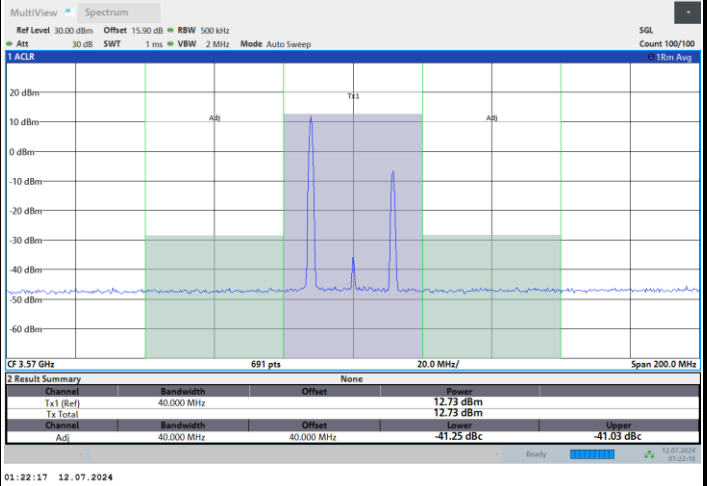 MultiView Spectrum
Ref Level 30.00 dBm Offset 15.90 dB RBW 500 kHz SGL
Att 30 dB SWT 1 ms VBW 2 MHz Mode Auto Sweep Count 100/100
1 ACLR 1Rm Avg
20 dBm
Tx1
10 dBm Adj Adj
0 dBm
-10 dBm
-20 dBm
-30 dBm
-40 dBm
-50 dBm
-60 dBm
CF 3.57 GHz 691 pts 20.0 MHz/ Span 200.0 MHz
2 Result Summary None
Channel Bandwidth Offset Power
Tx1 (Ref) 40.000 MHz 12.73 dBm
Tx Total 12.73 dBm
Channel Bandwidth Offset Lower Upper
Adj 40.000 MHz 40.000 MHz -41.25 dBc -41.03 dBc
Ready 12.07.2024
01:22:16
01:22:17 12.07.2024